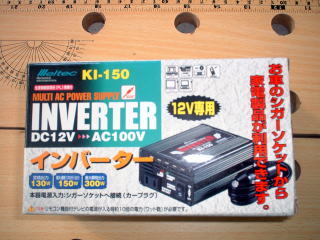 Meltec KI-150
MULTI AC POWER SUPPLY
INVERTER
DC12V ▶▶▶ AC100V
12V専用
お車のシガーソケットから
家電製品が利用できます。
インバーター
130W 150W 300W
本器電源入力:シガーソケットへ接続(カープラグ)